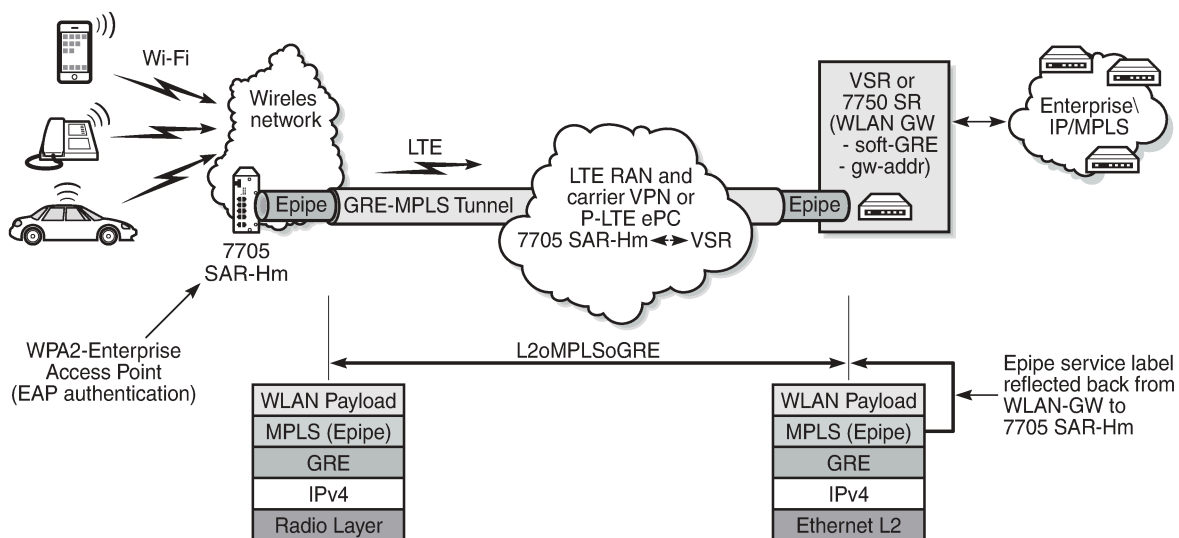 Wi-Fi
Wireles
network
LTE
Epipe
GRE-MPLS Tunnel
LTE RAN and
carrier VPN or
P-LTE ePC
7705 SAR-Hm
VSR
Epipe
VSR or
7750 SR
(WLAN GW
- soft-GRE
- gw-addr)
Enterprise\
IP/MPLS
7705
SAR-Hm
WPA2-Enterprise
Access Point
(EAP authentication)
L2oMPLSoGRE
Epipe service label
reflected back from
WLAN-GW to
7705 SAR-Hm
WLAN Payload
MPLS (Epipe)
GRE
IPv4
Radio Layer
WLAN Payload
MPLS (Epipe)
GRE
IPv4
Ethernet L2